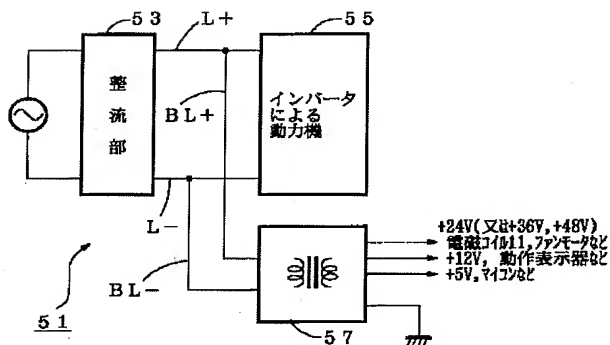 53
L+
55
整流部
BL+
インバータ
による
動力機
L-
BL-
51
57
+24V(又は+36V,+48V)
電磁コイル11,ファンモータなど
+12V, 動作表示器など
+5V,マイコンなど